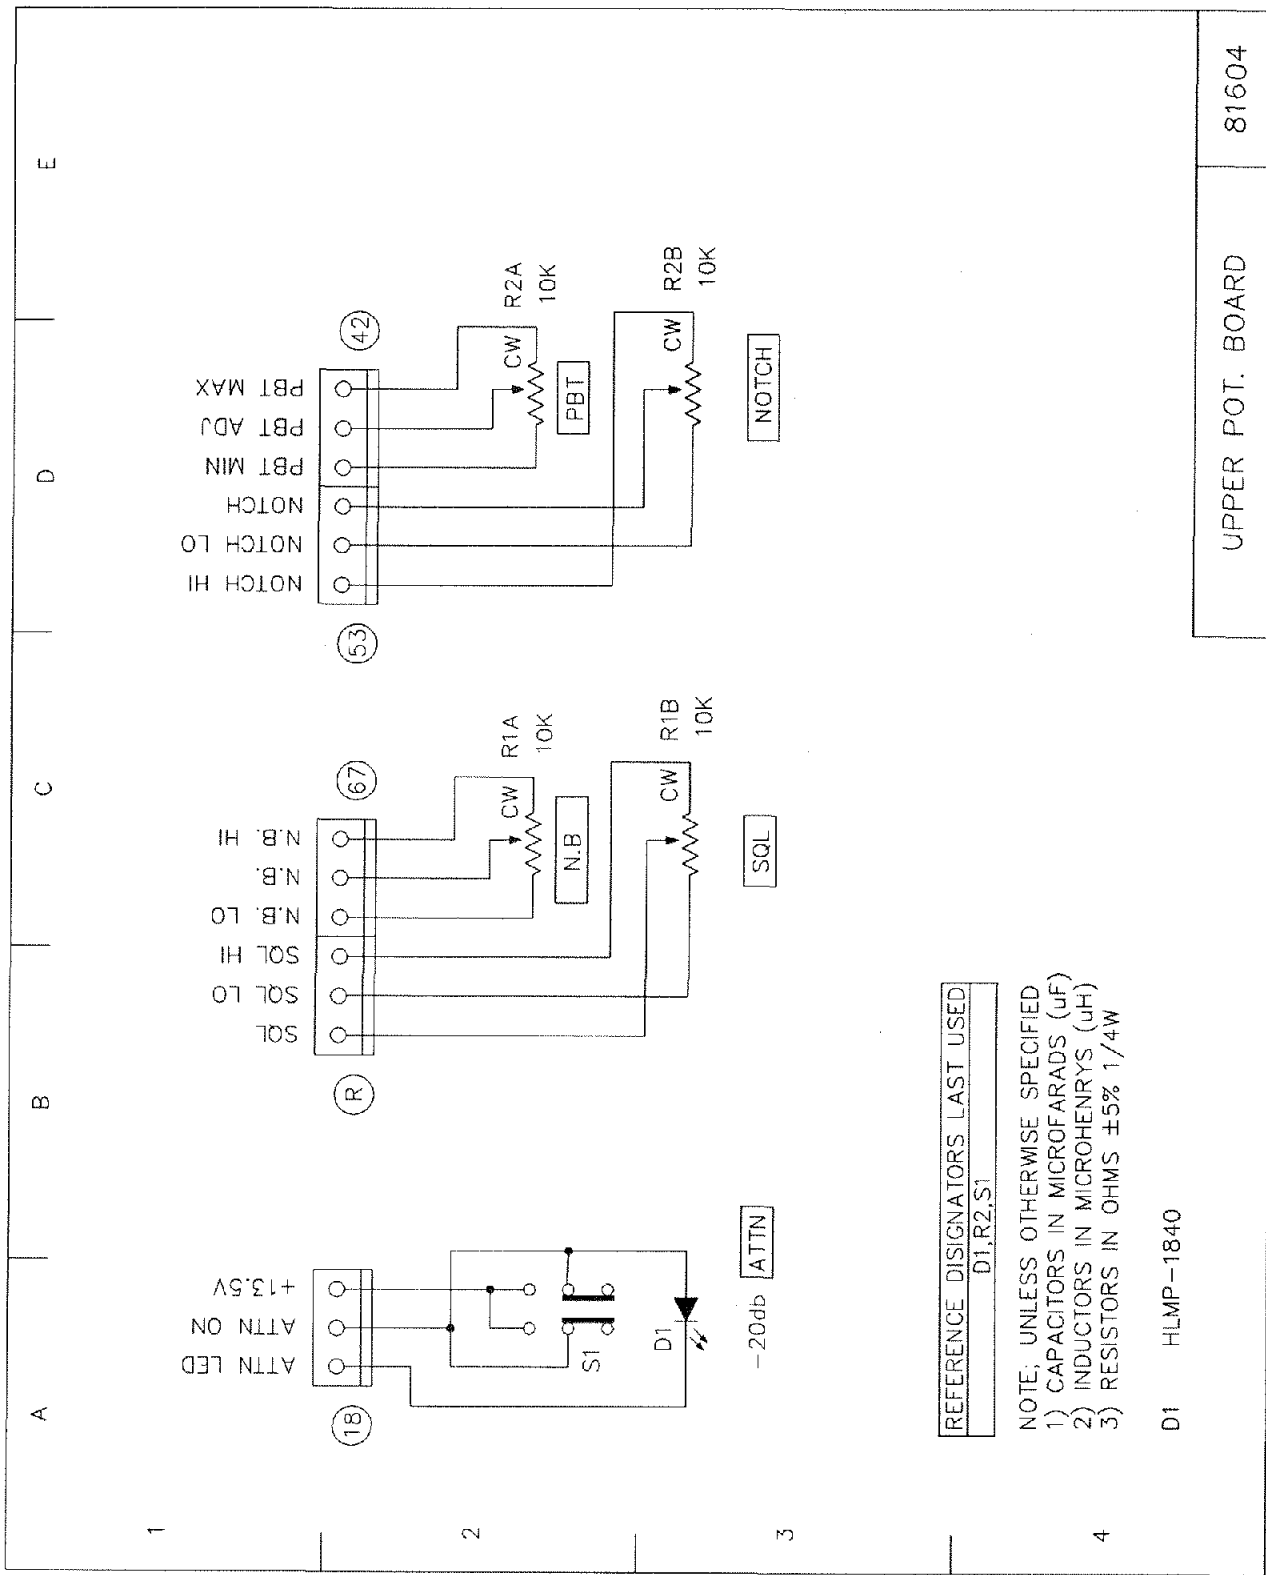 A
B
C
D
E
1
2
3
4
18
ATTN LED
ATTN ON
+13.5V
S1
D1
-20db ATTN
R
SQL
SQL LO
SQL HI
N.B. LO
N.B.
N.B. HI
67
CW
R1A
10K
N.B
CW
R1B
10K
SQL
53
NOTCH HI
NOTCH LO
NOTCH
PBT MIN
PBT ADJ
PBT MAX
42
CW
R2A
10K
PBT
CW
R2B
10K
NOTCH
REFERENCE DISIGNATORS LAST USED
D1,R2,S1
NOTE; UNLESS OTHERWISE SPECIFIED
1) CAPACITORS IN MICROFARADS (uF)
2) INDUCTORS IN MICROHENRYS (uH)
3) RESISTORS IN OHMS ±5% 1/4W
D1 HLMP-1840
UPPER POT. BOARD 81604